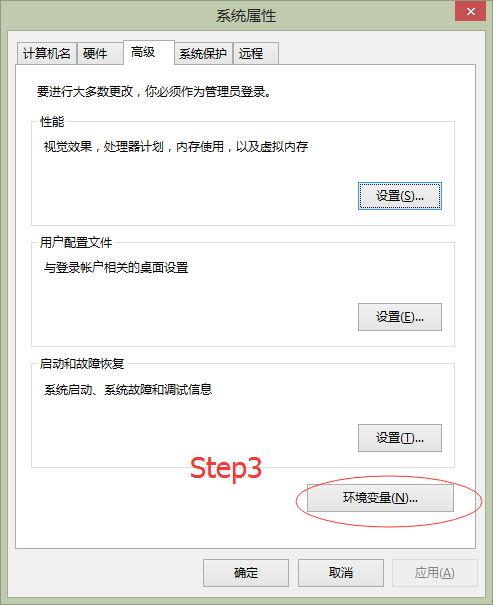 系统属性
计算机名 硬件 高级 系统保护 远程
要进行大多数更改，你必须作为管理员登录。
性能
视觉效果，处理器计划，内存使用，以及虚拟内存
设置(S)...
用户配置文件
与登录帐户相关的桌面设置
设置(E)...
启动和故障恢复
系统启动、系统故障和调试信息
设置(T)...
Step3
环境变量(N)...
确定 取消 应用(A)